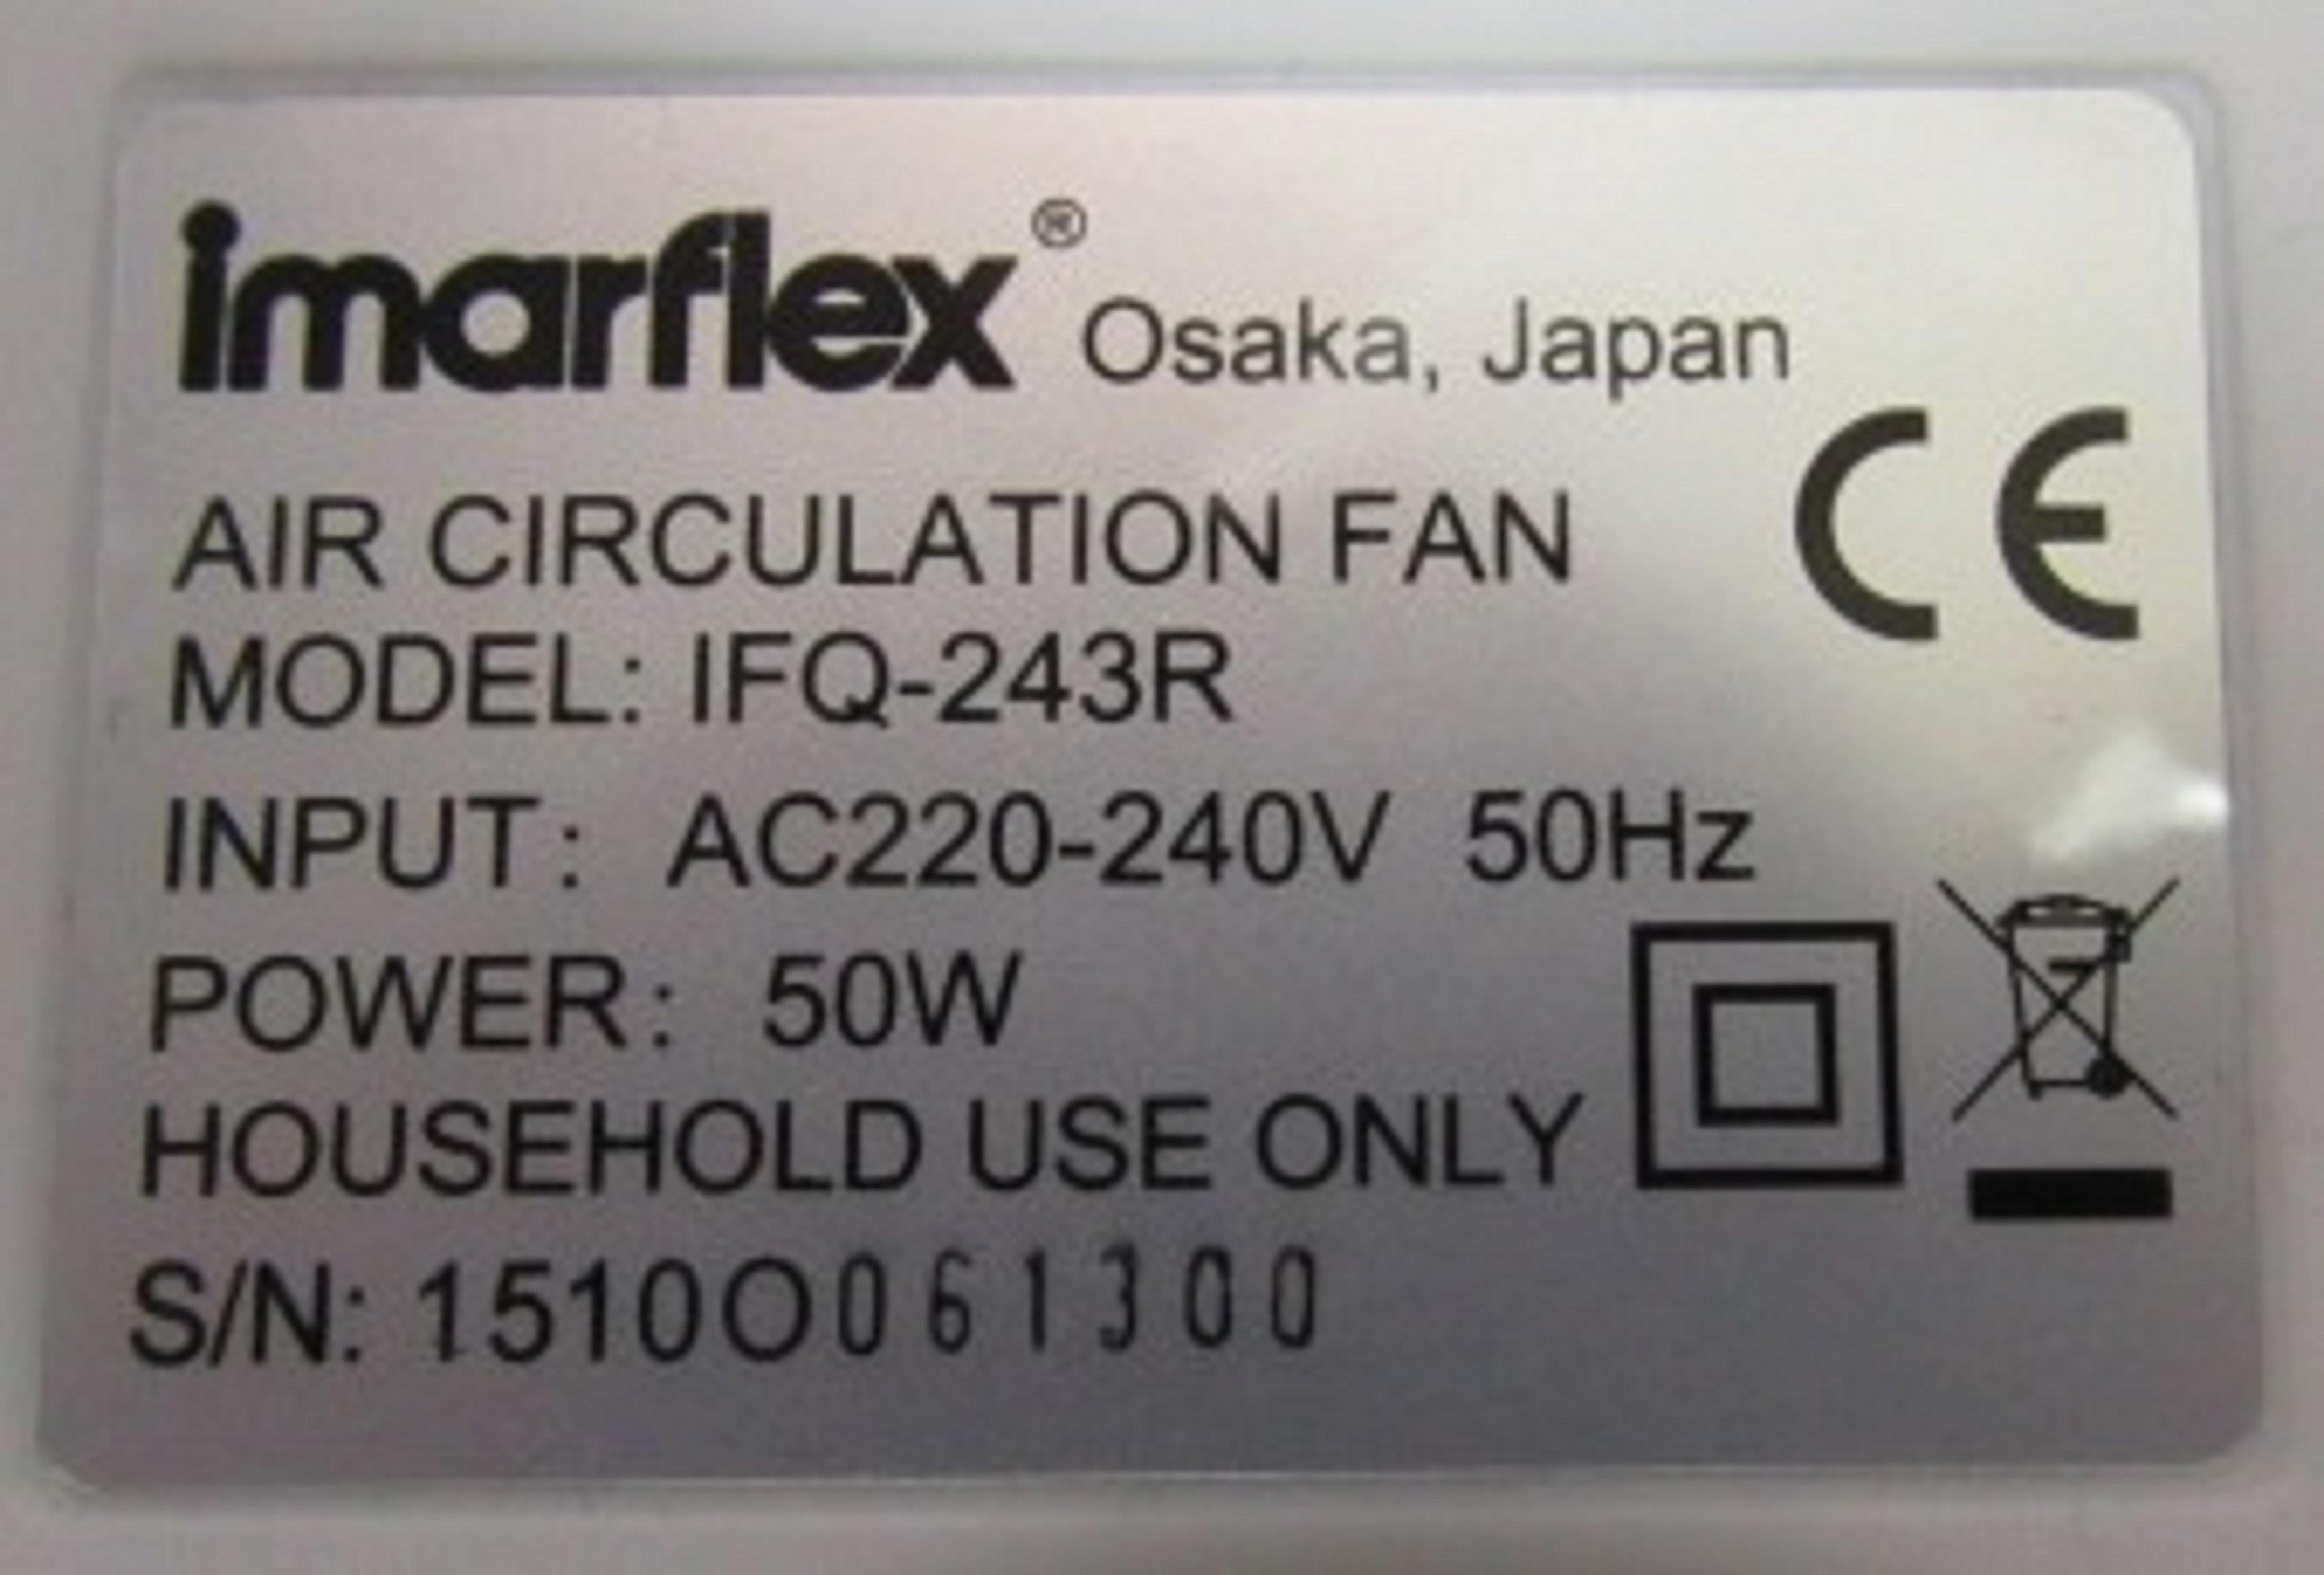 imarflex® Osaka, Japan
AIR CIRCULATION FAN
CE
MODEL: IFQ-243R
INPUT: AC220-240V 50Hz
POWER: 50W
HOUSEHOLD USE ONLY
S/N: 1510O061300